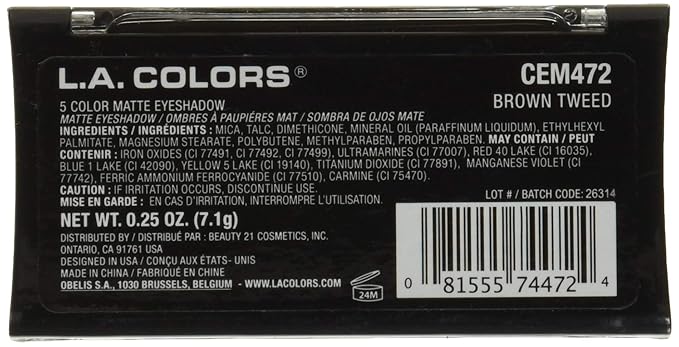 L.A. COLORS®
CEM472
5 COLOR MATTE EYESHADOW
BROWN TWEED
MATTE EYESHADOW / OMBRES À PAUPIÉRES MAT / SOMBRA DE OJOS MATE
INGREDIENTS / INGRÉDIENTS: MICA, TALC, DIMETHICONE, MINERAL OIL (PARAFFINUM LIQUIDUM), ETHYLHEXYL
PALMITATE, MAGNESIUM STEARATE, POLYBUTENE, METHYLPARABEN, PROPYLPARABEN. MAY CONTAIN / PEUT
CONTENIR: IRON OXIDES (CI 77491, CI 77492, CI 77499), ULTRAMARINES (CI 77007), RED 40 LAKE (CI 16035),
BLUE 1 LAKE (CI 42090), YELLOW 5 LAKE (CI 19140), TITANIUM DIOXIDE (CI 77891), MANGANESE VIOLET (CI
77742), FERRIC AMMONIUM FERROCYANIDE (CI 77510), CARMINE (CI 75470).
CAUTION: IF IRRITATION OCCURS, DISCONTINUE USE.
MISE EN GARDE: EN CAS D'IRRITATION, INTERROMPRE L'UTILISATION.
LOT # / BATCH CODE: 26314
NET WT. 0.25 OZ. (7.1g)
DISTRIBUTED BY / DISTRIBUÉ PAR: BEAUTY 21 COSMETICS, INC.
ONTARIO, CA 91761 USA
DESIGNED IN USA / CONÇU AUX ÉTATS- UNIS
MADE IN CHINA / FABRIQUÉ EN CHINE
OBELIS S.A., 1030 BRUSSELS, BELGIUM - WWW.LACOLORS.COM
24M
0 81555 74472 4